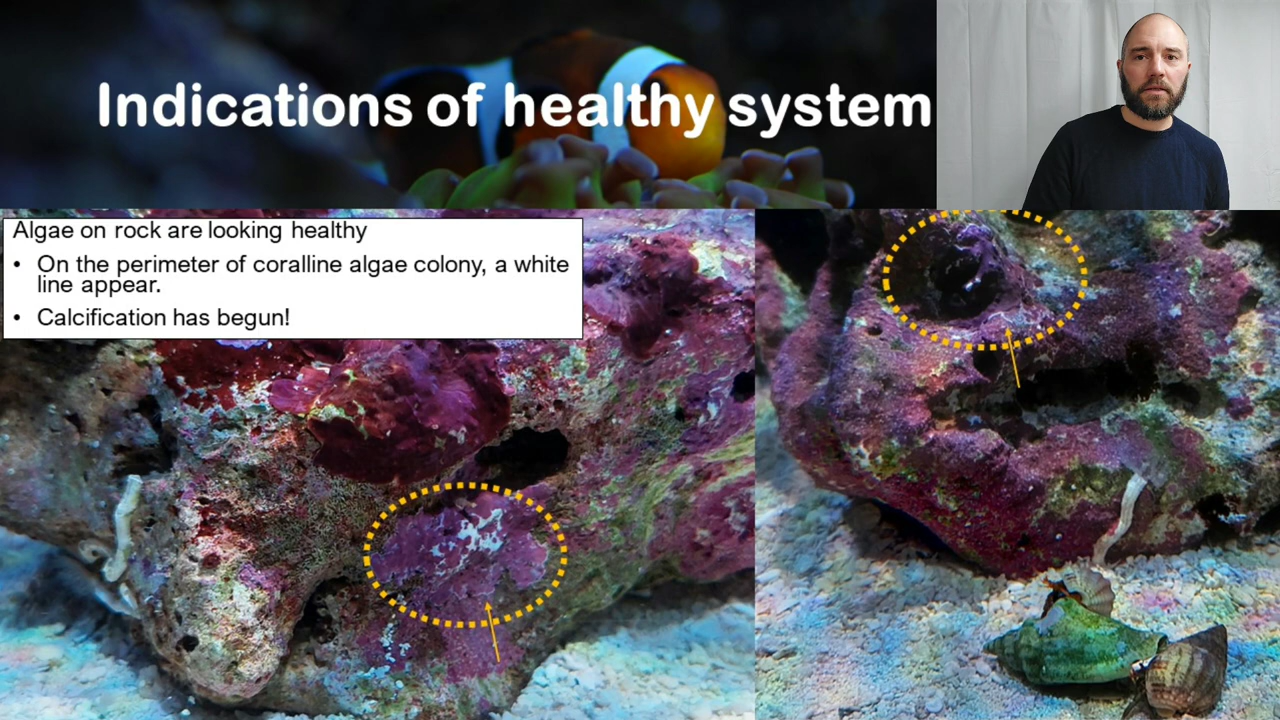 Indications of healthy system
Algae on rock are looking healthy
• On the perimeter of coralline algae colony, a white
line appear.
• Calcification has begun!